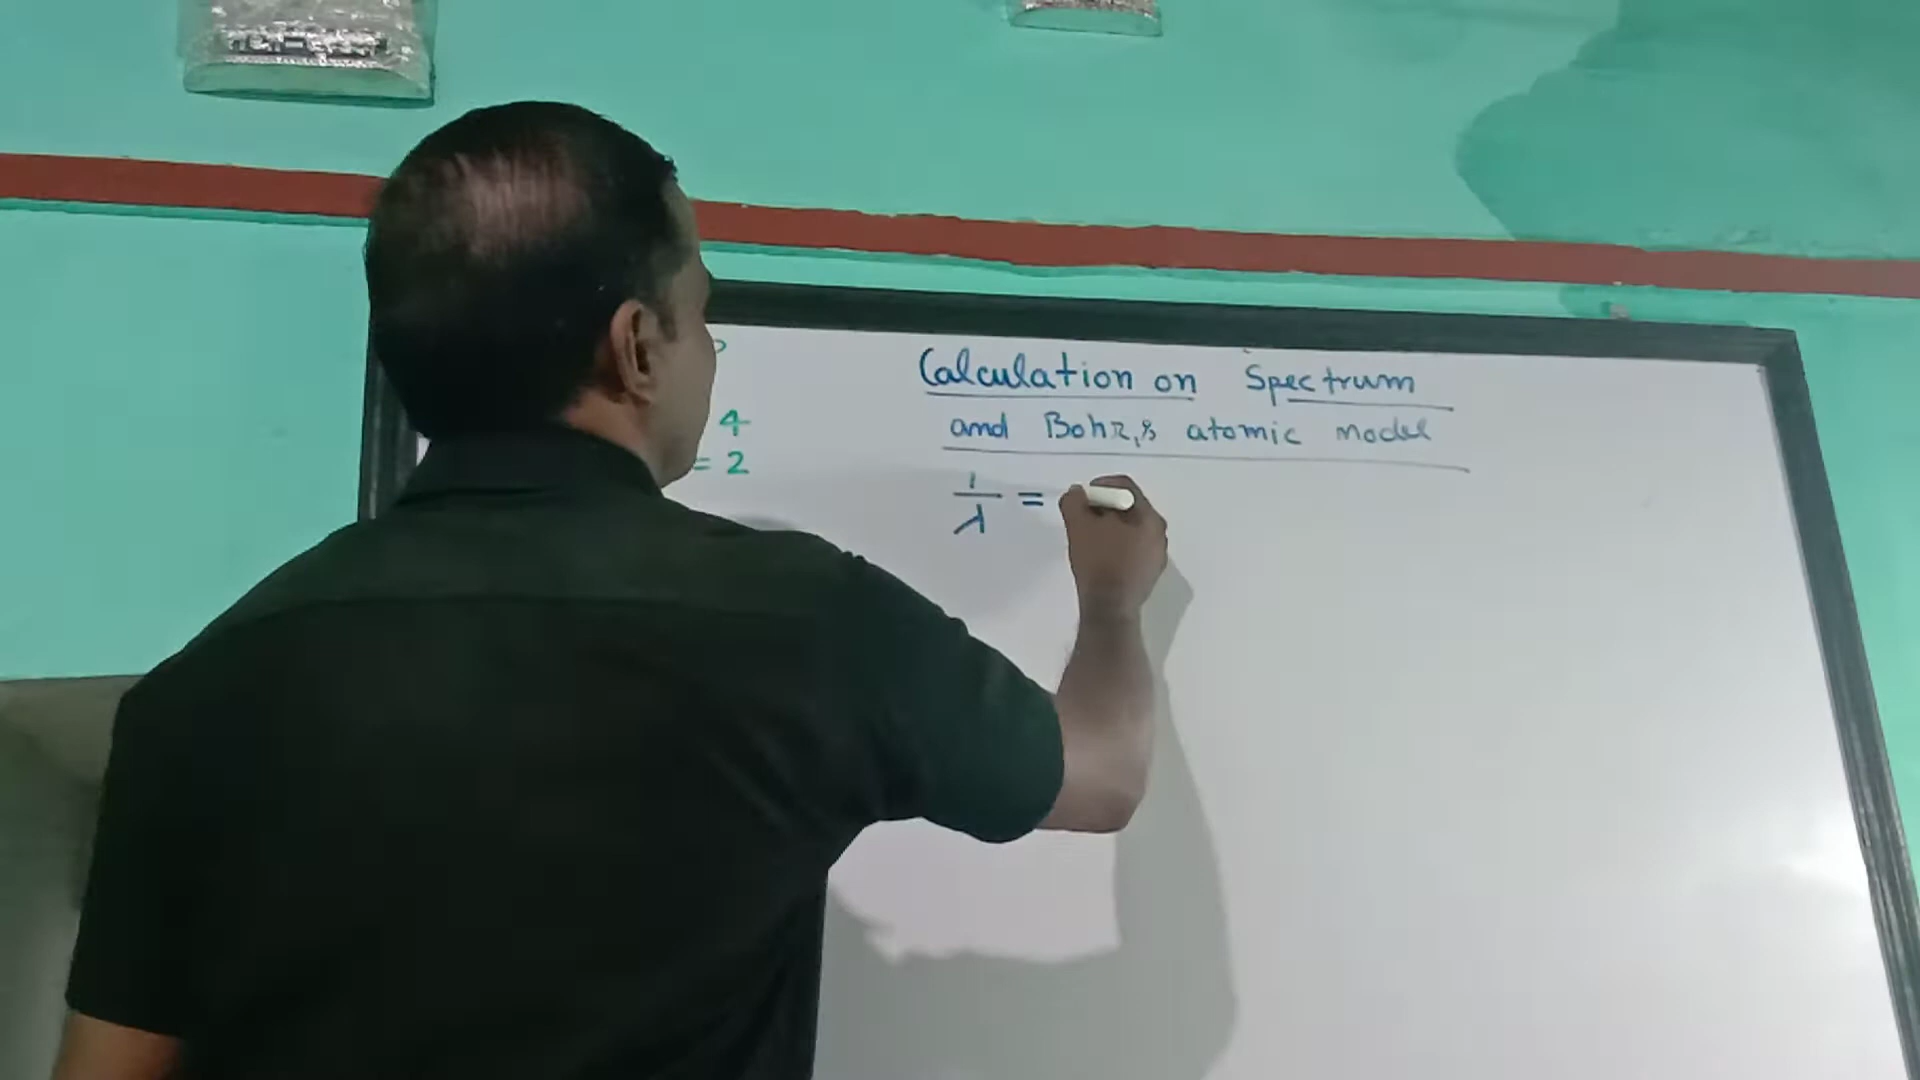 4
= 2
Calculation on Spectrum
and Bohr,s atomic model
1
λ =